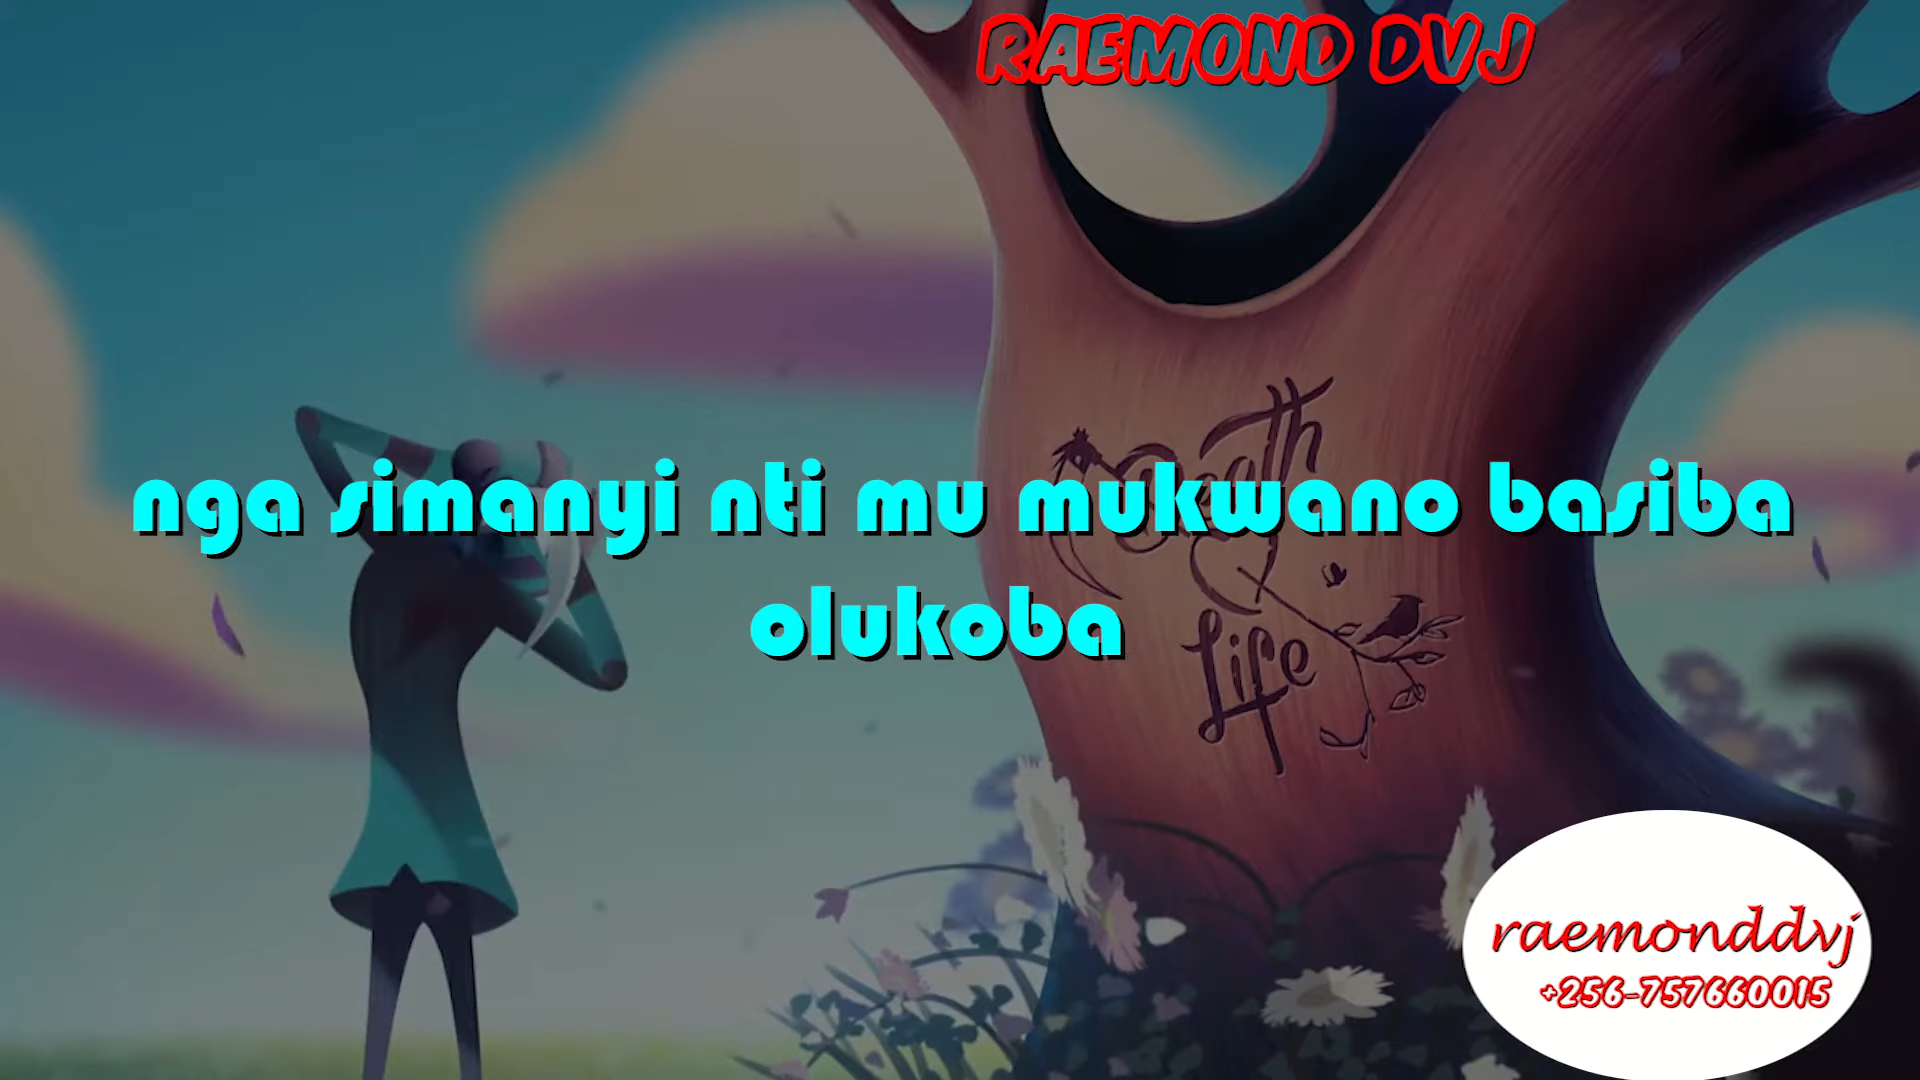 RAEMOND DVJ
nga simanyi nti mu mukwano basiba
olukoba
Death
Life
raemonddvj
+256-757660015